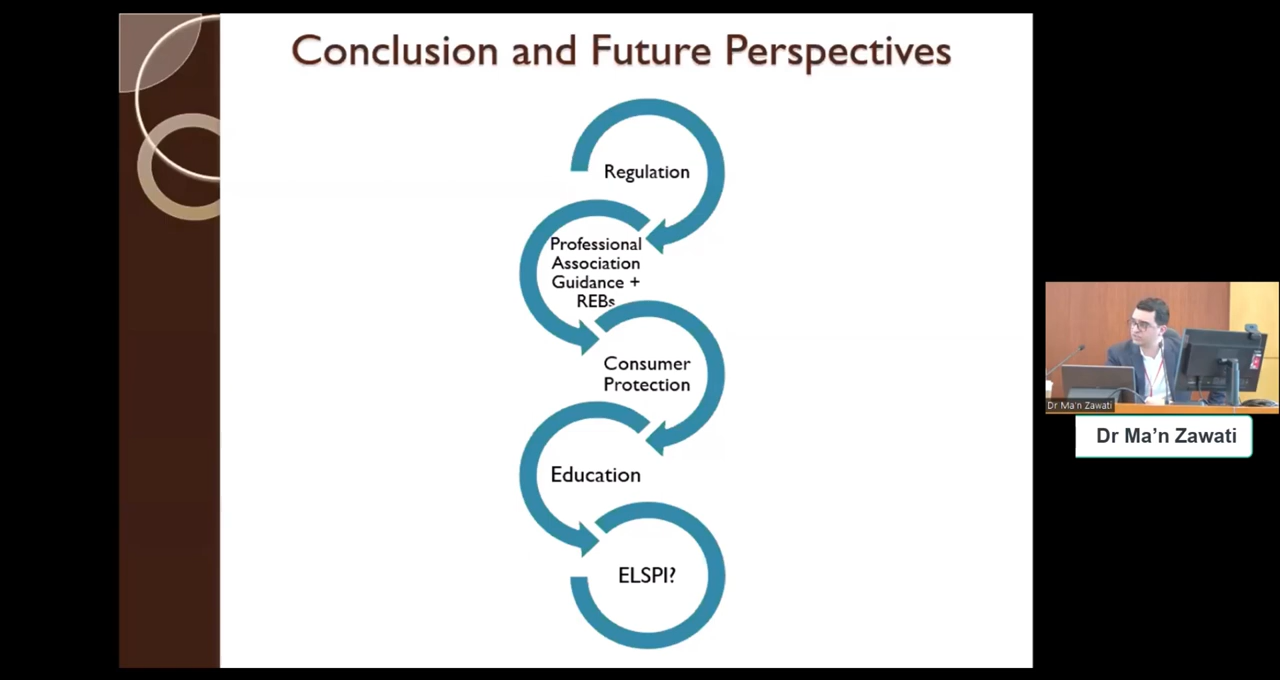 Conclusion and Future Perspectives
Regulation
Professional
Association
Guidance +
REBs
Consumer
Protection
Education
ELSPI?
Dr Ma'n Zawati
Dr Ma’n Zawati